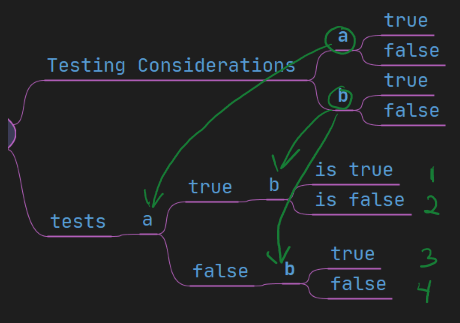 a
true
false
Testing Considerations
b
true
false
tests
a
true
b
is true 1
is false 2
false
b
true 3
false 4